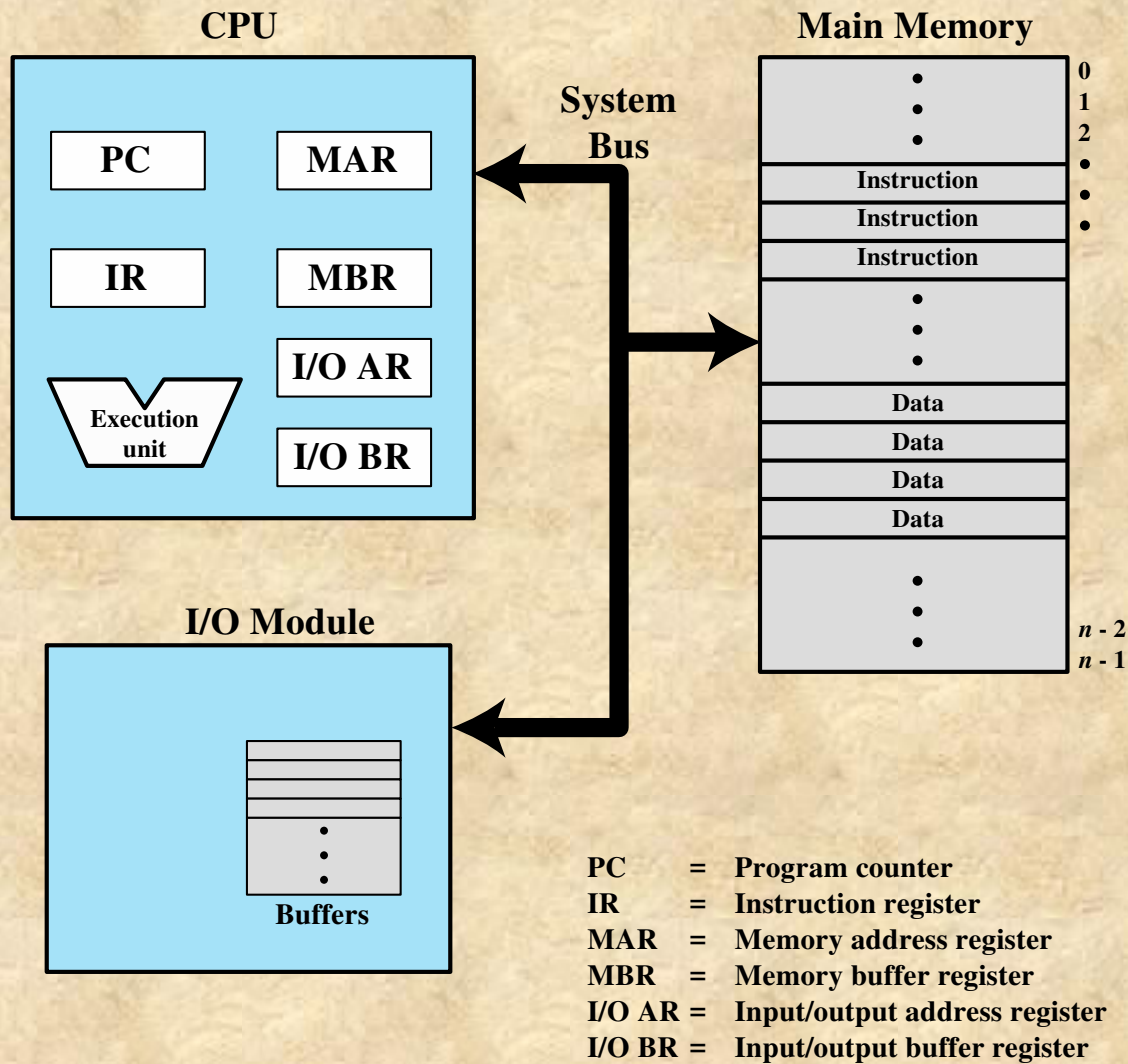 CPU
PC
MAR
IR
MBR
I/O AR
I/O BR
Execution
unit
System
Bus
Main Memory
0
1
2
Instruction
Instruction
Instruction
Data
Data
Data
Data
n - 2
n - 1
I/O Module
Buffers
PC = Program counter
IR = Instruction register
MAR = Memory address register
MBR = Memory buffer register
I/O AR = Input/output address register
I/O BR = Input/output buffer register